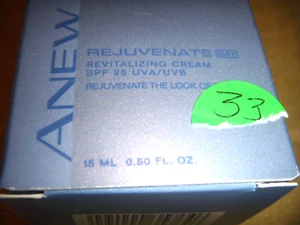 ANEW
REJUVENATE DAY
REVITALIZING CREAM
SPF 25 UVA/UVB
REJUVENATE THE LOOK OF
33
15 ML 0.50 FL. OZ.